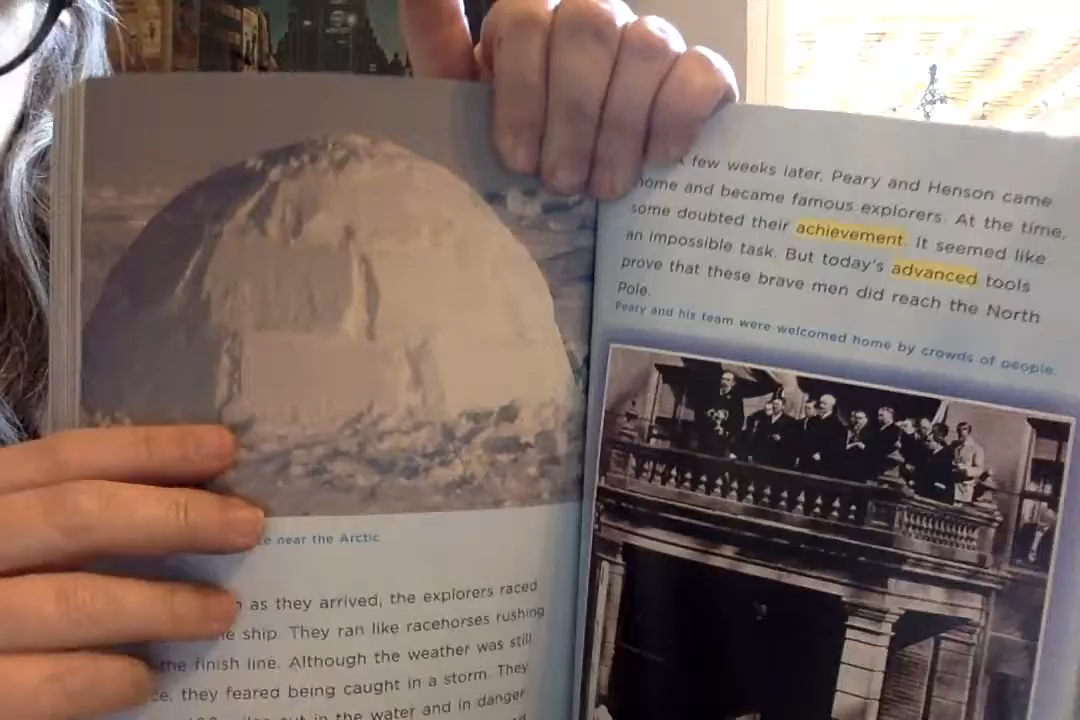 near the Arctic
as they arrived, the explorers raced
ship. They ran like racehorses rushing
the finish line. Although the weather was still
they feared being caught in a storm. They
out in the water and in danger
A few weeks later, Peary and Henson came
home and became famous explorers. At the time,
some doubted their achievement. It seemed like
an impossible task. But today's advanced tools
prove that these brave men did reach the North
Pole.
Peary and his team were welcomed home by crowds of people.